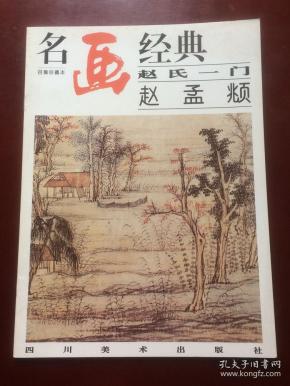 名画经典
赵氏一门
赵孟頫
四川美术出版社
孔夫子旧书网